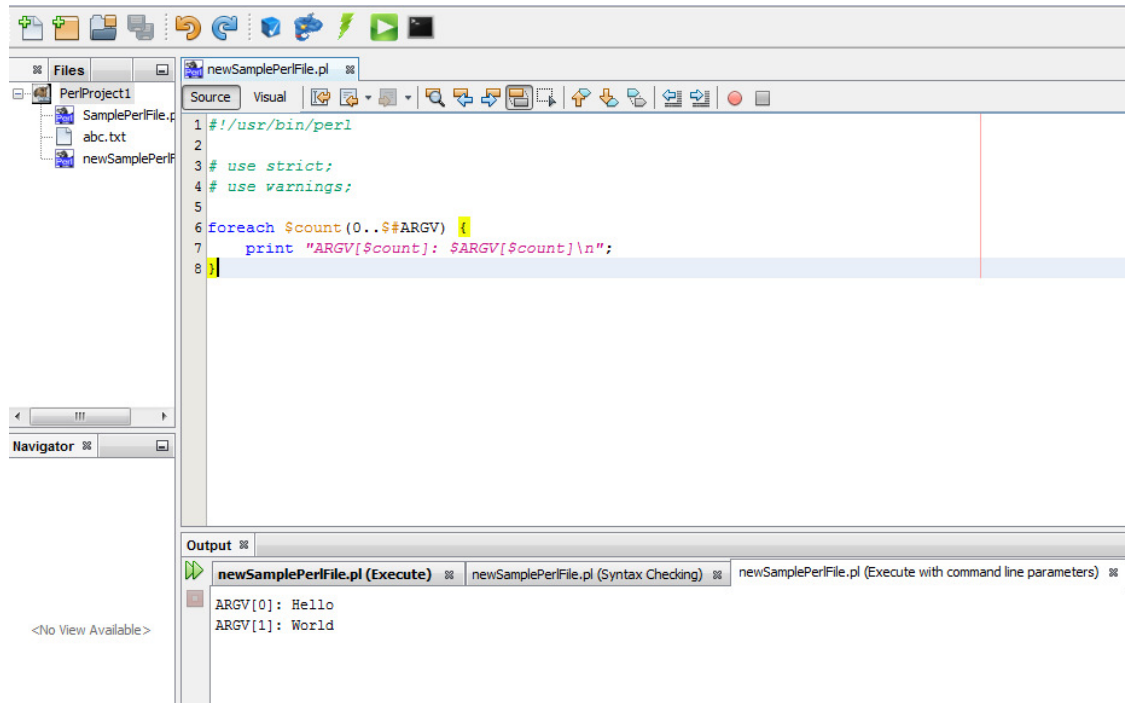 Files
PerlProject1
SamplePerlFile.p
abc.txt
newSamplePerlF
newSamplePerlFile.pl
Source Visual
1 #!/usr/bin/perl
2
3 # use strict;
4 # use warnings;
5
6 foreach $count(0..$#ARGV) {
7 print "ARGV[$count]: $ARGV[$count]\n";
8 }
Navigator
<No View Available>
Output
newSamplePerlFile.pl (Execute) newSamplePerlFile.pl (Syntax Checking) newSamplePerlFile.pl (Execute with command line parameters)
ARGV[0]: Hello
ARGV[1]: World